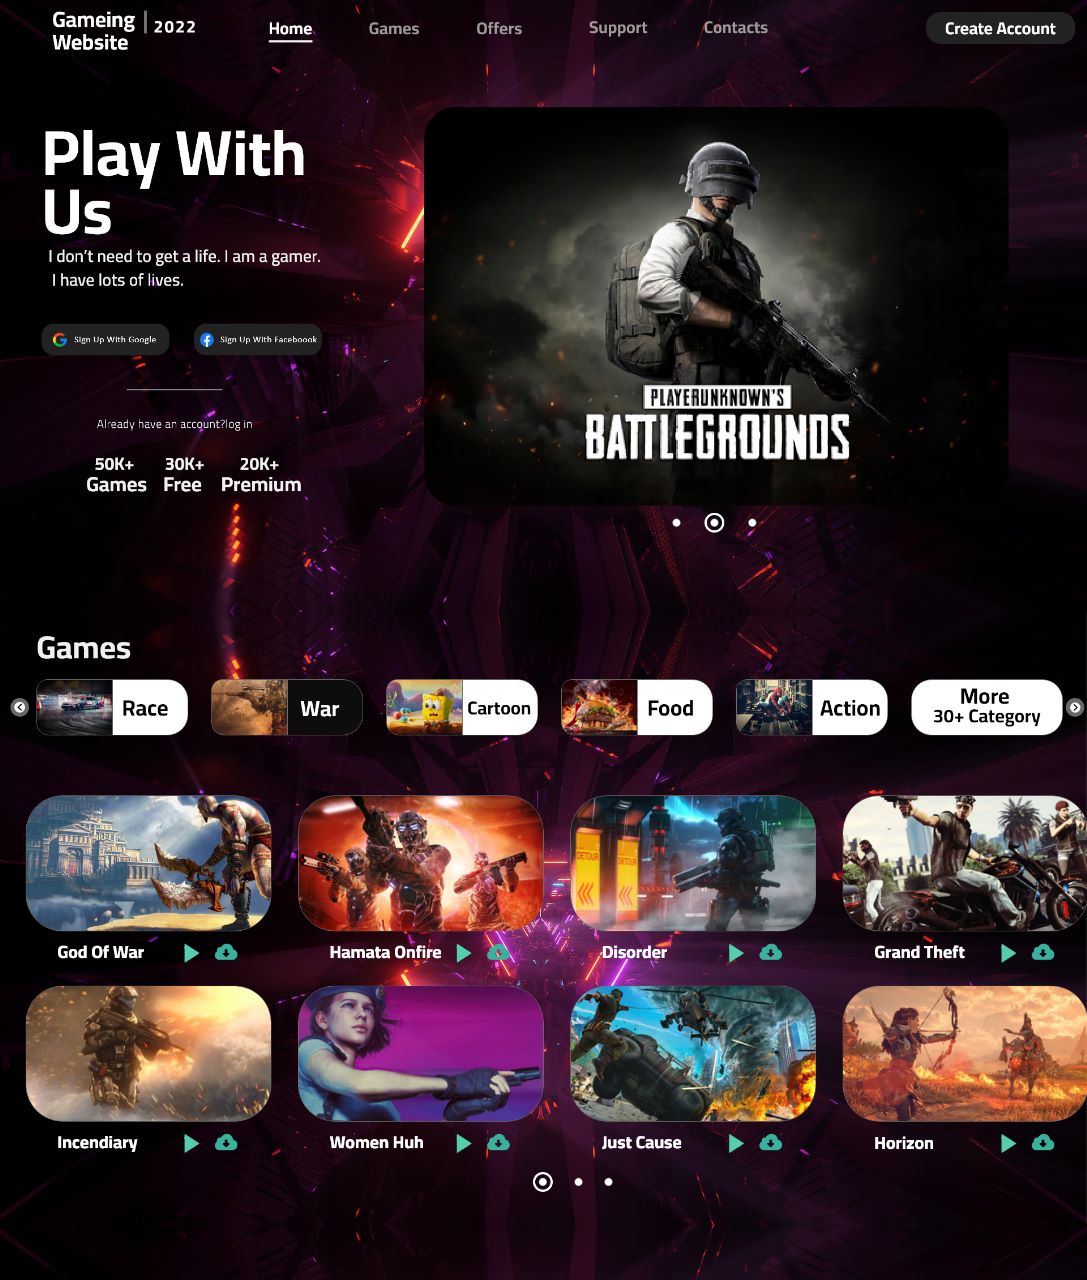 Gameing
Website
2022
Home
Games
Offers
Support
Contacts
Create Account
Play With
Us
I don't need to get a life. I am a gamer.
I have lots of lives.
Sign Up With Google
Sign Up With Faceboook
Already have an account?log in
50K+
Games
30K+
Free
20K+
Premium
PLAYERUNKNOWN'S
BATTLEGROUNDS
Games
Race
War
Cartoon
Food
Action
More
30+ Category
DETOUR
DETOUR
God Of War
Hamata Onfire
Disorder
Grand Theft
Incendiary
Women Huh
Just Cause
Horizon